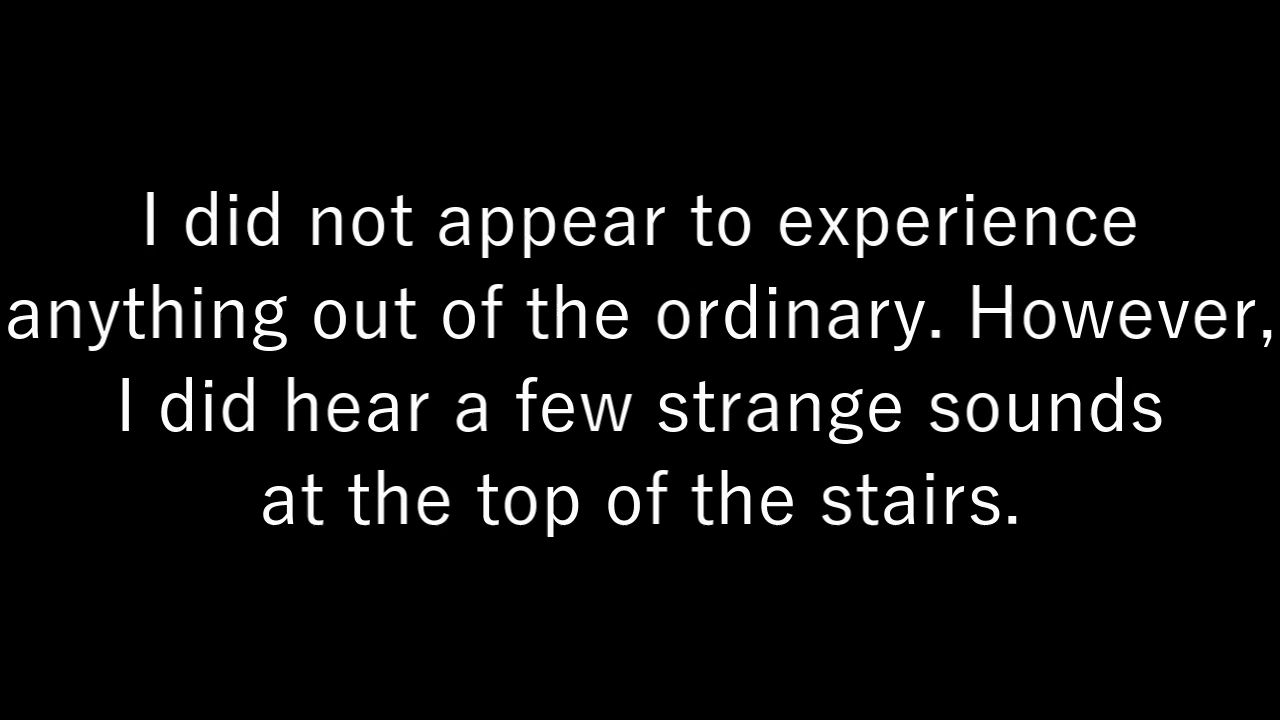 I did not appear to experience
anything out of the ordinary. However,
I did hear a few strange sounds
at the top of the stairs.